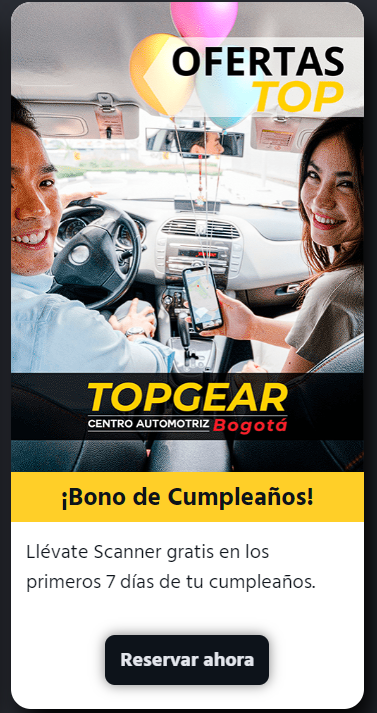 OFERTAS
TOP
TOPGEAR
CENTRO AUTOMOTRIZ Bogotá
¡Bono de Cumpleaños!
Llévate Scanner gratis en los
primeros 7 días de tu cumpleaños.
Reservar ahora